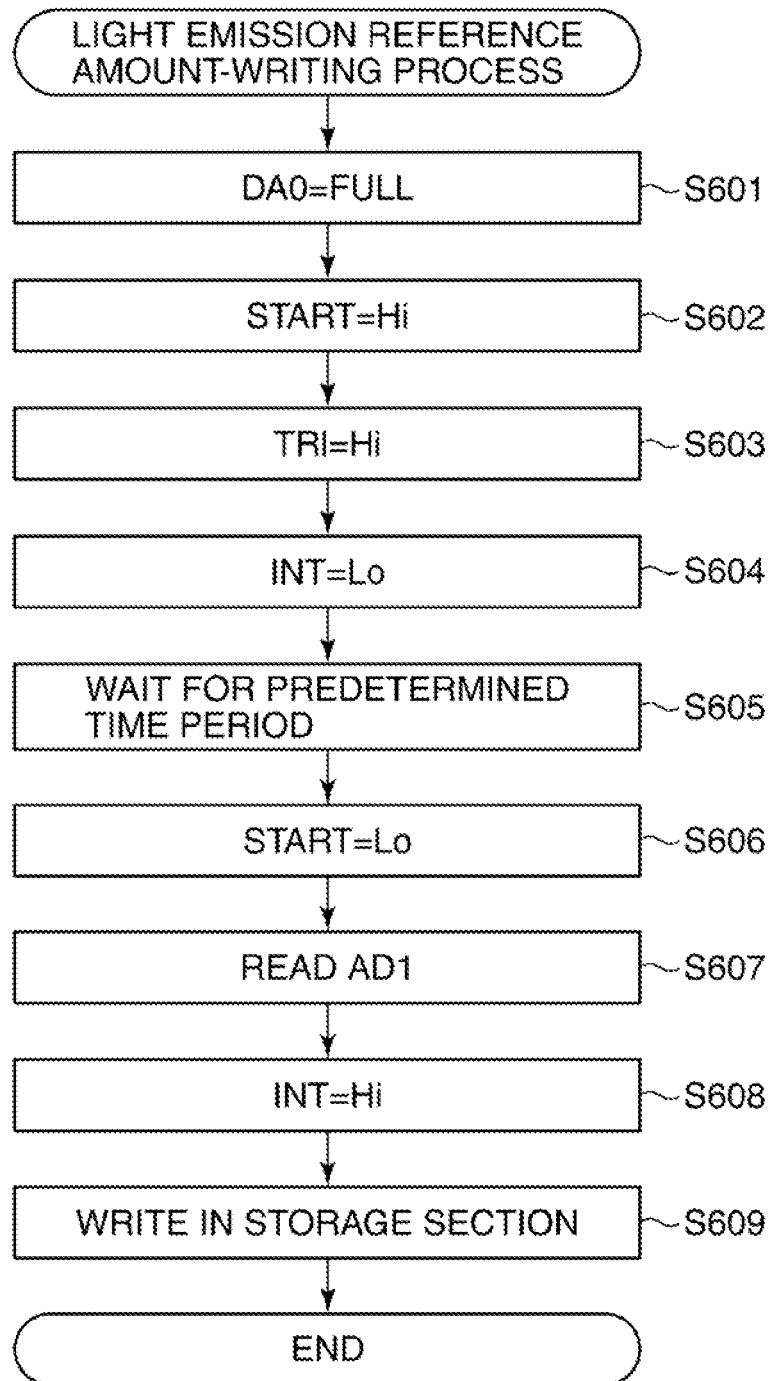 LIGHT EMISSION REFERENCE
AMOUNT-WRITING PROCESS
DA0=FULL
S601
START=Hi
S602
TRI=Hi
S603
INT=Lo
S604
WAIT FOR PREDETERMINED
TIME PERIOD
S605
START=Lo
S606
READ AD1
S607
INT=Hi
S608
WRITE IN STORAGE SECTION
S609
END